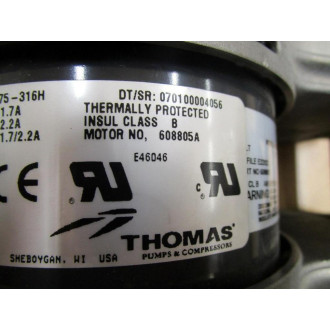 75-316H
DT/SR: 070100004056
1.7A
THERMALLY PROTECTED
2.2A
INSUL CLASS B
1.7/2.2A
MOTOR NO, 608805A
E46046
CE
c
THOMAS
PUMPS & COMPRESSORS
SHEBOYGAN, WI USA